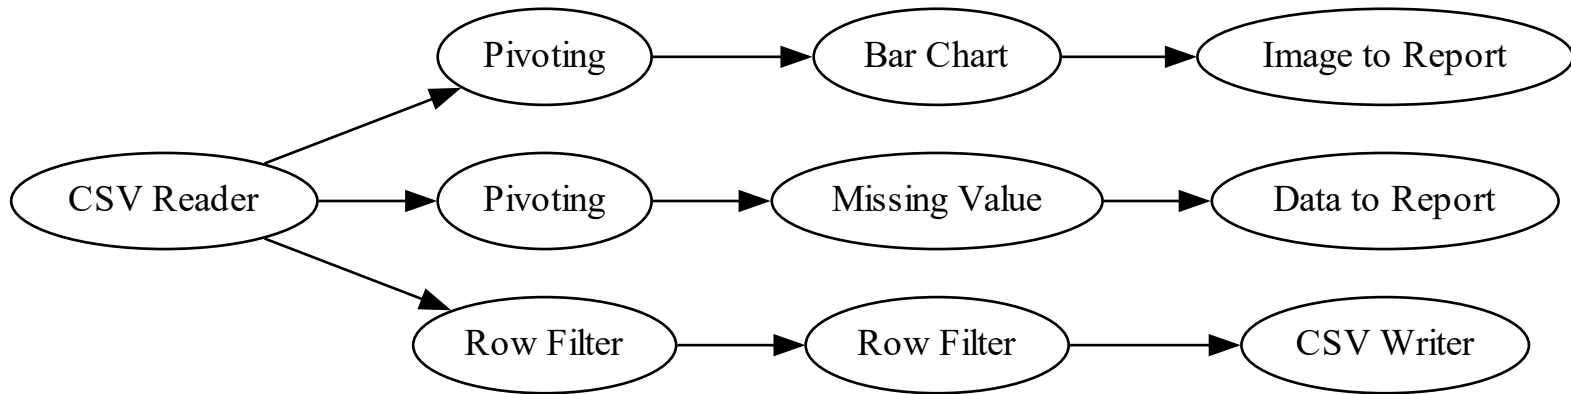 Pivoting
Bar Chart
Image to Report
CSV Reader
Pivoting
Missing Value
Data to Report
Row Filter
Row Filter
CSV Writer